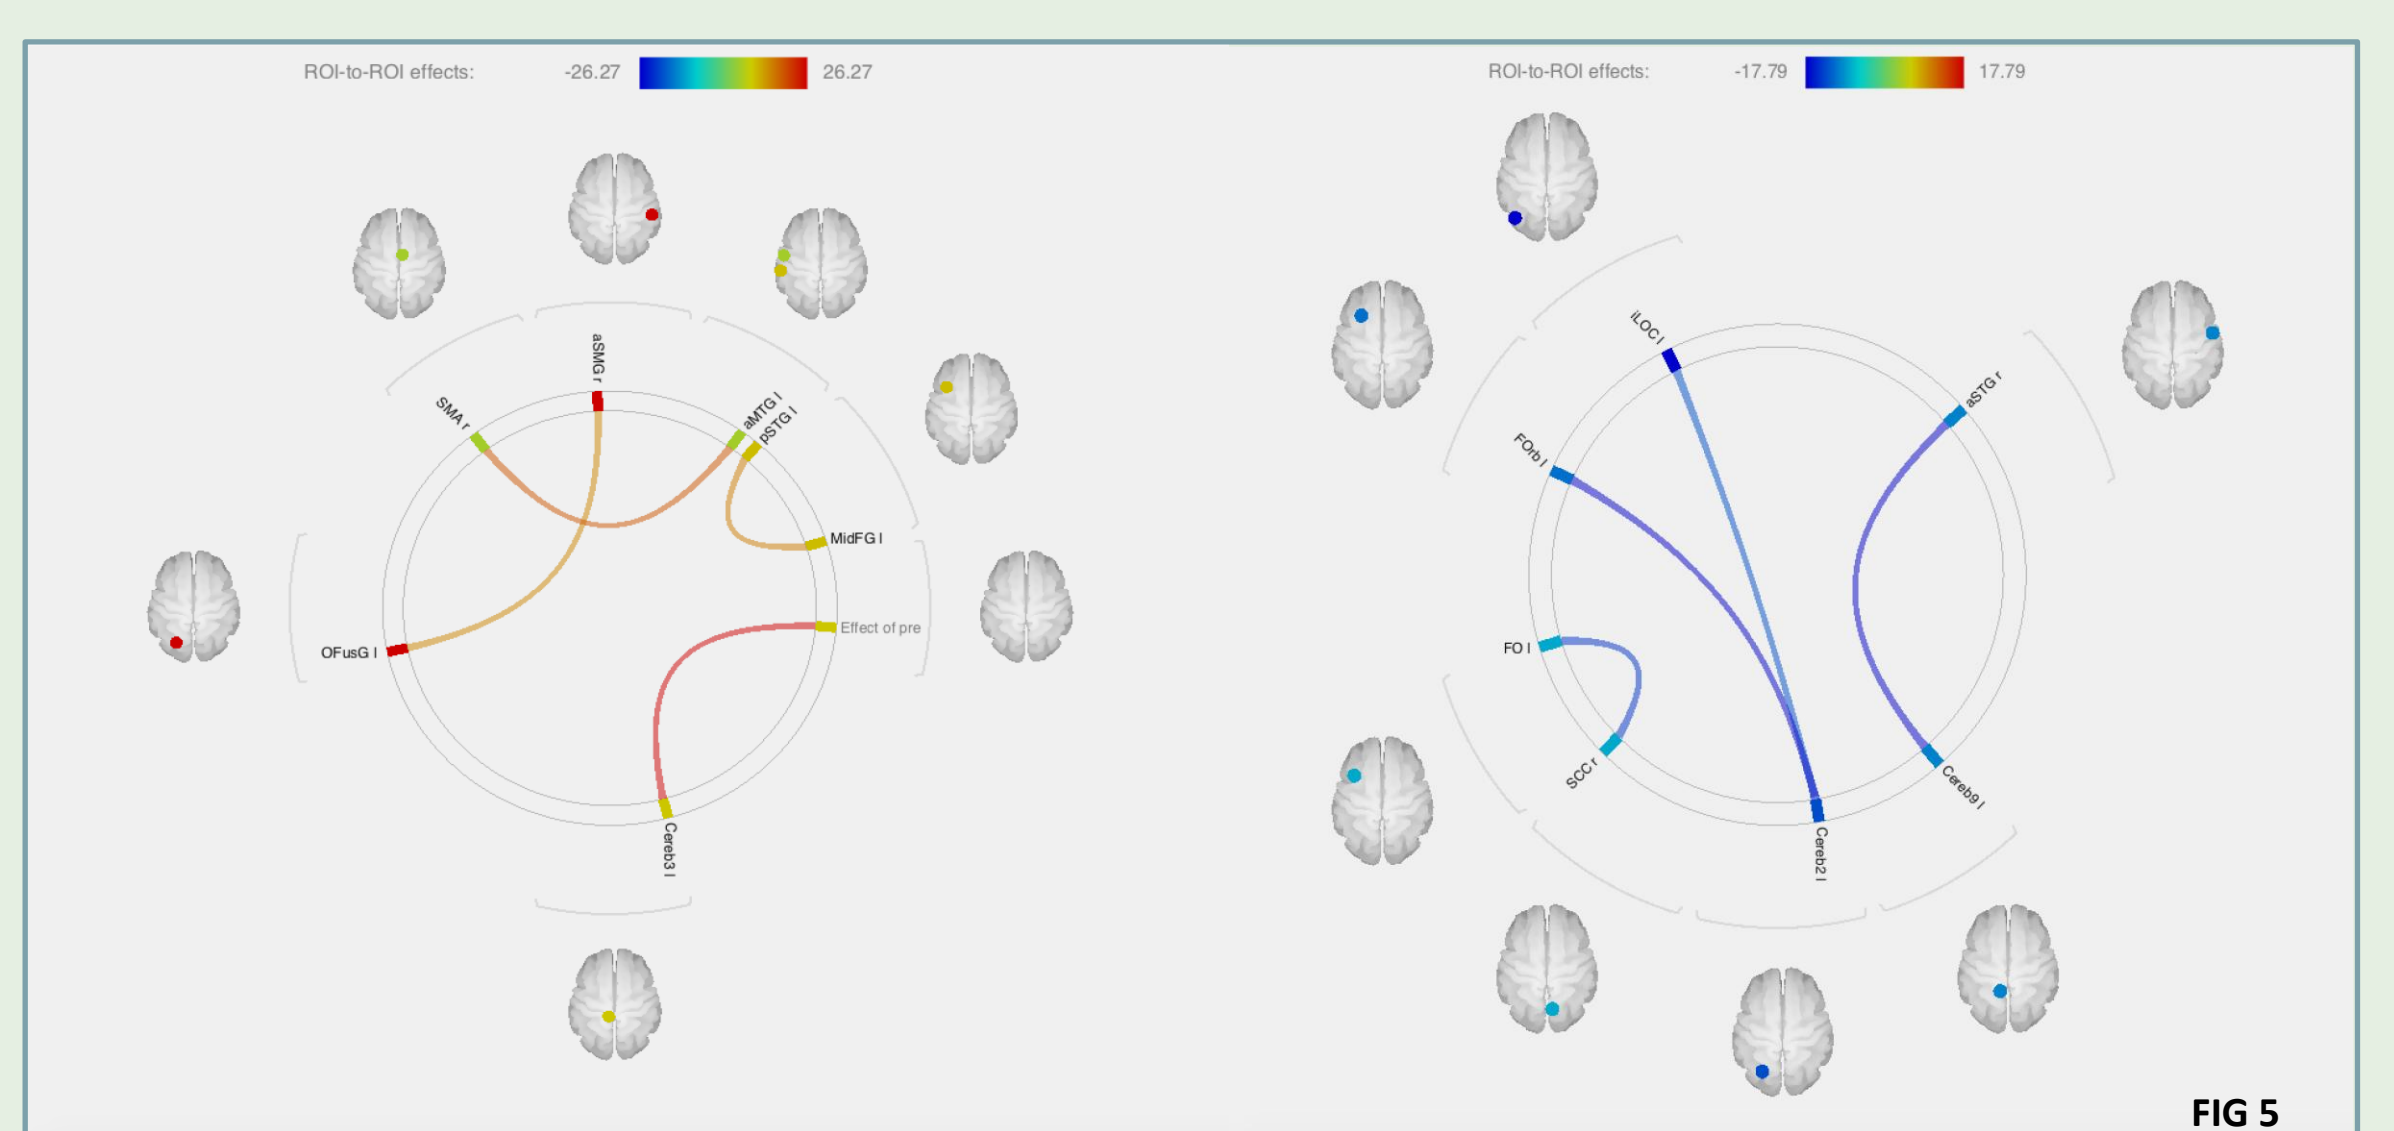 ROI-to-ROI effects: -26.27 26.27
aSMG r
SMA r
aMTG l
pSTG l
MidFG l
Effect of pre
OFusG l
Cereb3 l
ROI-to-ROI effects: -17.79 17.79
iLOC l
aSTG r
FOrb l
FO l
SCC r
Cereb9 l
Cereb2 l
FIG 5